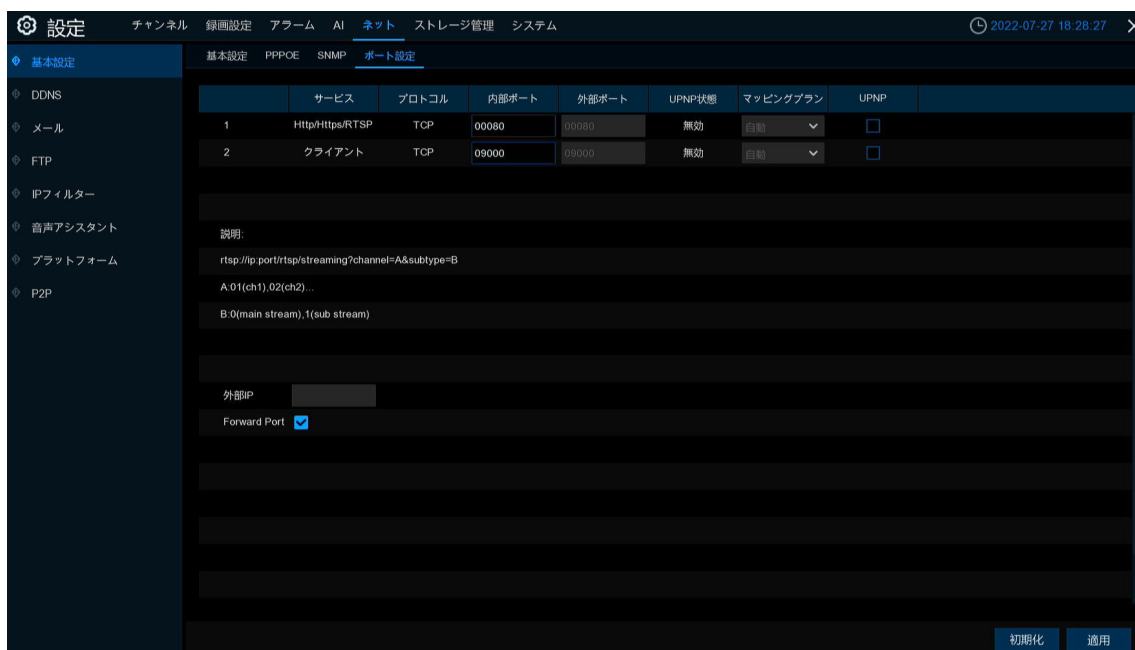 設定 チャンネル 録画設定 アラーム AI ネット ストレージ管理 システム 2022-07-27 18:28:27
基本設定 PPPOE SNMP ポート設定
基本設定
DDNS
メール
FTP
IPフィルター
音声アシスタント
プラットフォーム
P2P
サービス プロトコル 内部ポート 外部ポート UPNP状態 マッピングプラン UPNP
1 Http/Https/RTSP TCP 00080 00080 無効 自動
2 クライアント TCP 09000 09000 無効 自動
説明:
rtsp://ip:port/rtsp/streaming?channel=A&subtype=B
A:01(ch1),02(ch2)...
B:0(main stream),1(sub stream)
外部IP
Forward Port
初期化 適用